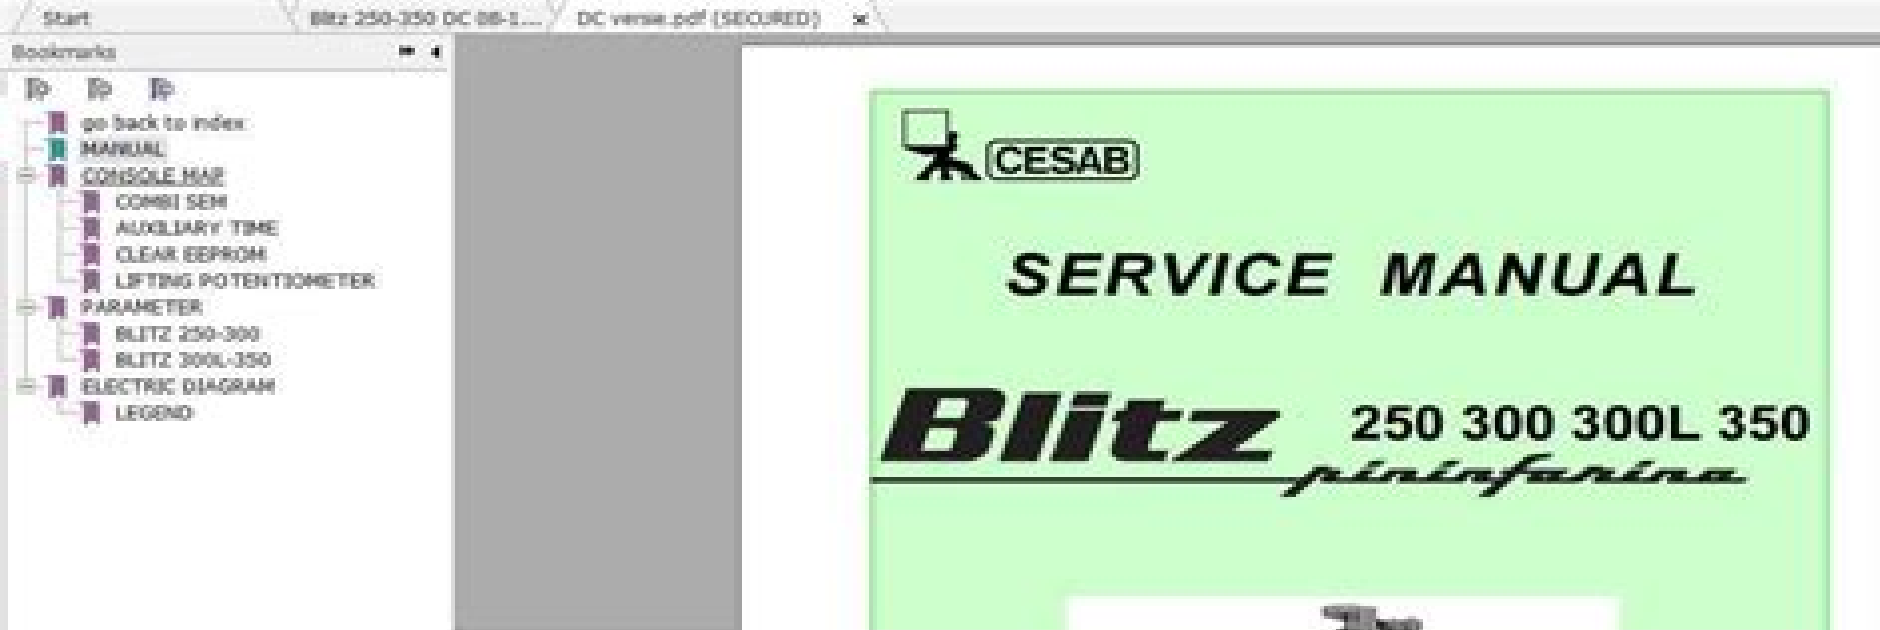 Start
Blitz 250-350 DC 08-1...
DC versie.pdf [SECURED]
Bookmarks
go back to index
MANUAL
CONSOLE MAP
COMBI SEM
AUXILIARY TIME
CLEAR EEPROM
LIFTING POTENTIOMETER
PARAMETER
BLITZ 250-300
BLITZ 300L-350
ELECTRIC DIAGRAM
LEGEND
CESAB
SERVICE MANUAL
Blitz 250 300 300L 350
pininfarina